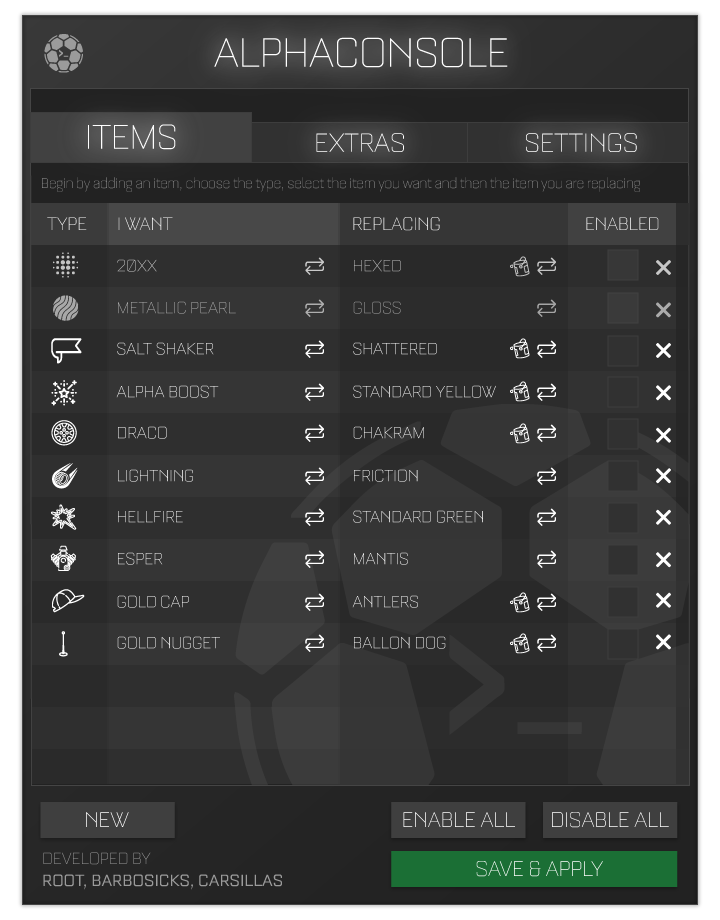 ALPHACONSOLE
ITEMS EXTRAS SETTINGS
Begin by adding an item, choose the type, select the item you want and then the item you are replacing
TYPE I WANT REPLACING ENABLED
20XX HEXED
METALLIC PEARL GLOSS
SALT SHAKER SHATTERED
ALPHA BOOST STANDARD YELLOW
DRACO CHAKRAM
LIGHTNING FRICTION
HELLFIRE STANDARD GREEN
ESPER MANTIS
GOLD CAP ANTLERS
GOLD NUGGET BALLON DOG
NEW ENABLE ALL DISABLE ALL
DEVELOPED BY
ROOT, BARBOSICKS, CARSILLAS
SAVE & APPLY